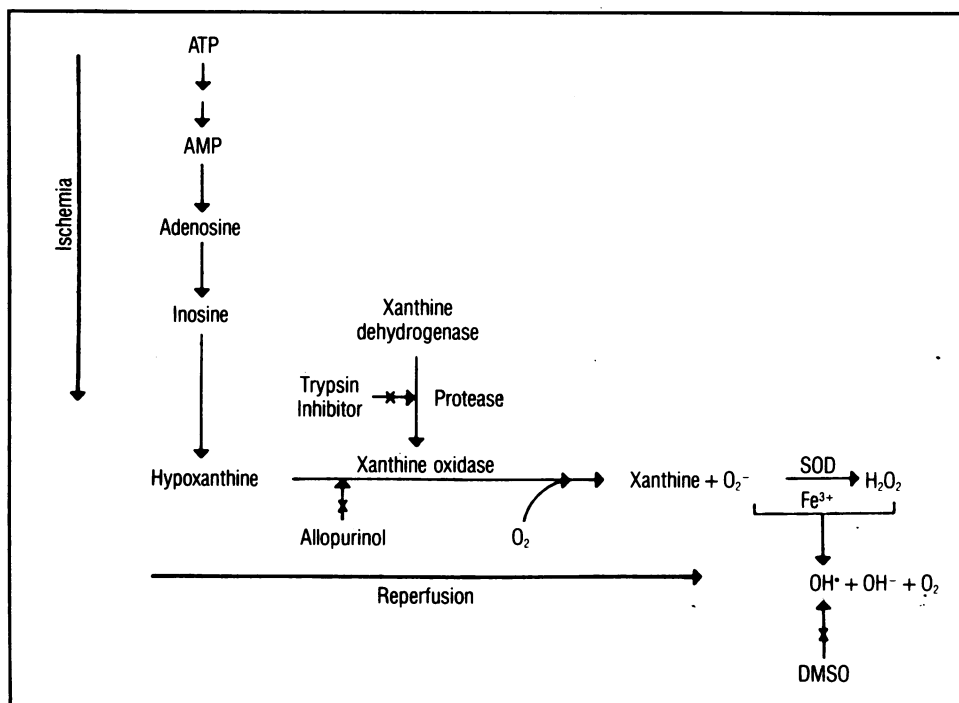 ATP
AMP
Ischemia
Adenosine
Inosine
Xanthine
dehydrogenase
Trypsin
Inhibitor
Protease
Hypoxanthine
Xanthine oxidase
Xanthine + O₂⁻
SOD
H₂O₂
Fe³⁺
Allopurinol
O₂
Reperfusion
OH• + OH⁻ + O₂
DMSO